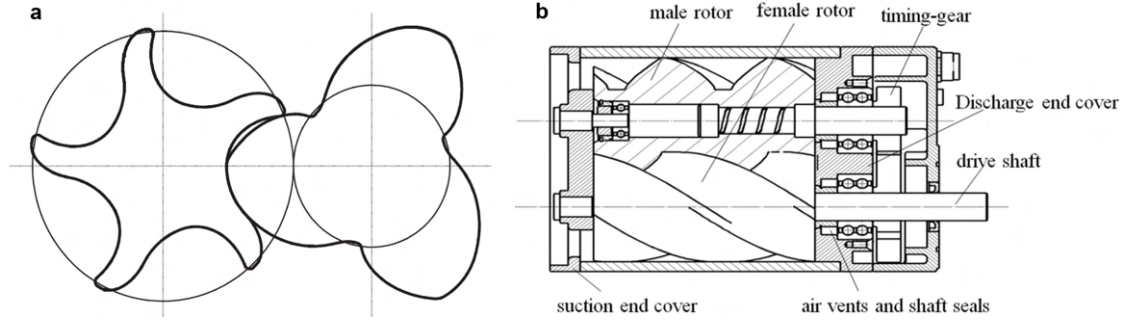 a
b
male rotor
female rotor
timing-gear
Discharge end cover
drive shaft
suction end cover
air vents and shaft seals